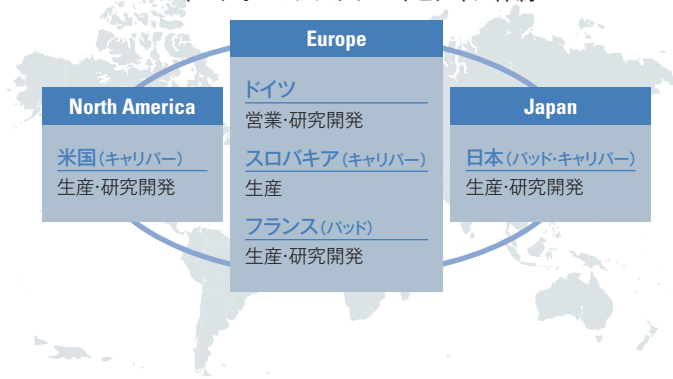 Europe
ドイツ
営業・研究開発
スロバキア(キャリパー)
生産
フランス(パッド)
生産・研究開発
North America
米国(キャリパー)
生産・研究開発
Japan
日本(パッド・キャリパー)
生産・研究開発